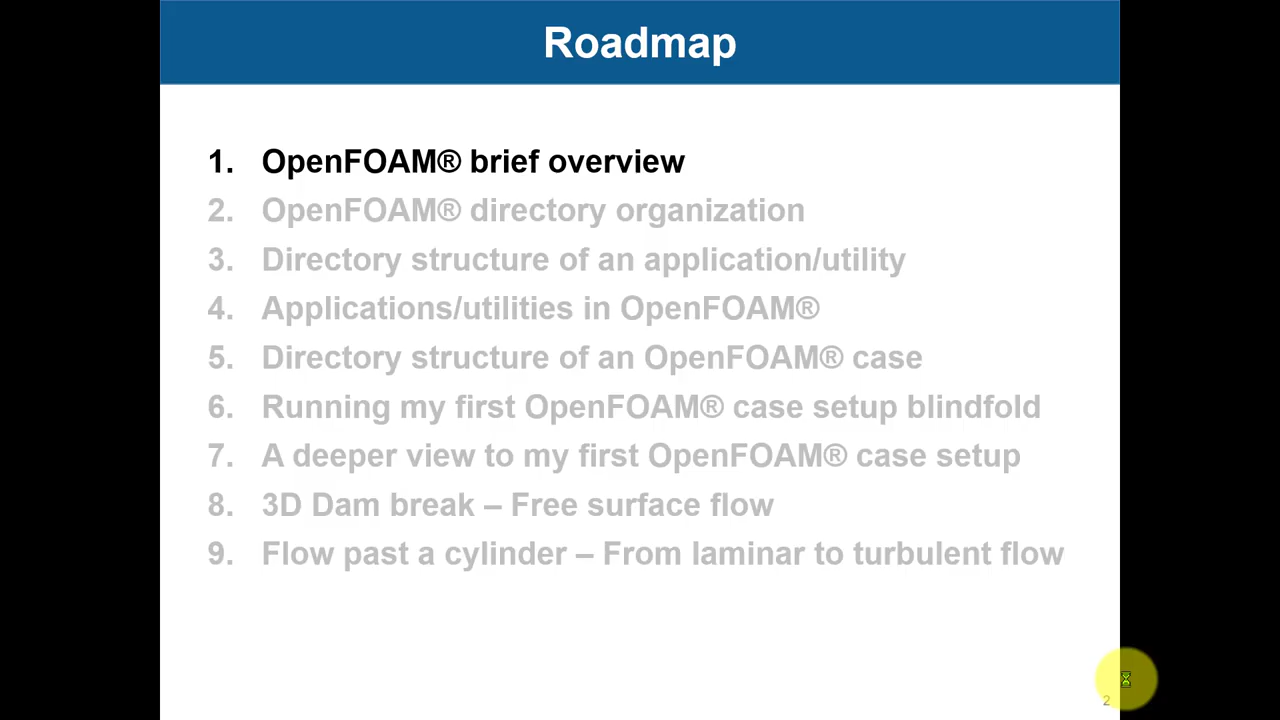 Roadmap
1. OpenFOAM® brief overview
2. OpenFOAM® directory organization
3. Directory structure of an application/utility
4. Applications/utilities in OpenFOAM®
5. Directory structure of an OpenFOAM® case
6. Running my first OpenFOAM® case setup blindfold
7. A deeper view to my first OpenFOAM® case setup
8. 3D Dam break – Free surface flow
9. Flow past a cylinder – From laminar to turbulent flow
2